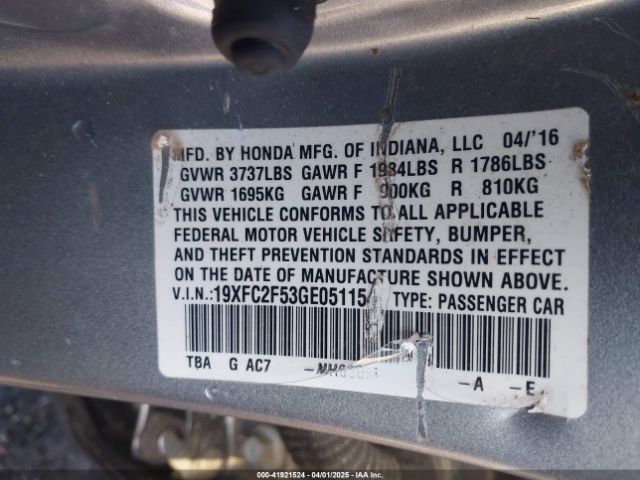 MFD. BY HONDA MFG. OF INDIANA, LLC 04/'16
GVWR 3737LBS GAWR F 1984LBS R 1786LBS
GVWR 1695KG GAWR F 900KG R 810KG
THIS VEHICLE CONFORMS TO ALL APPLICABLE
FEDERAL MOTOR VEHICLE SAFETY, BUMPER,
AND THEFT PREVENTION STANDARDS IN EFFECT
ON THE DATE OF MANUFACTURE SHOWN ABOVE.
V.I.N.: TYPE: PASSENGER CAR
TBA G AC7 -A -E
000-41921524 | 04/01/2025 - IAA Inc.